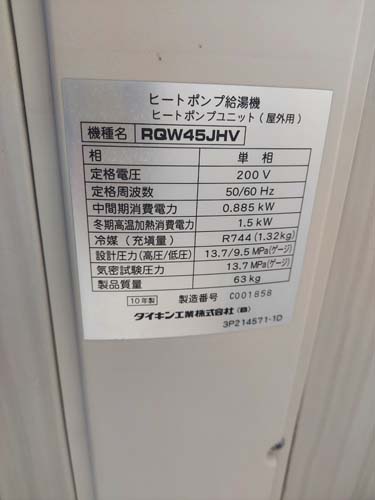 ヒートポンプ給湯機
ヒートポンプユニット(屋外用)
機種名 RQW45JHV
相 単相
定格電圧 200 V
定格周波数 50/60 Hz
中間期消費電力 0.885 kW
冬期高温加熱消費電力 1.5 kW
冷媒(充填量) R744 (1.32kg)
設計圧力(高圧/低圧) 13.7/9.5 MPa(ゲージ)
気密試験圧力 13.7 MPa(ゲージ)
製品質量 63 kg
10年製 製造番号 C001858
ダイキン工業株式会社(㊐)
3P214571-1D